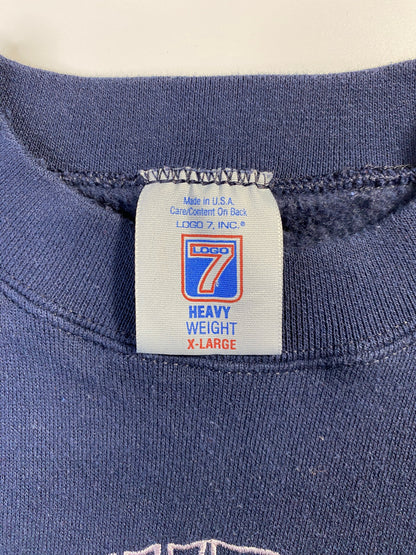 Made in U.S.A.
Care/Content On Back
LOGO 7, INC.®
LOGO
7
HEAVY
WEIGHT
X-LARGE